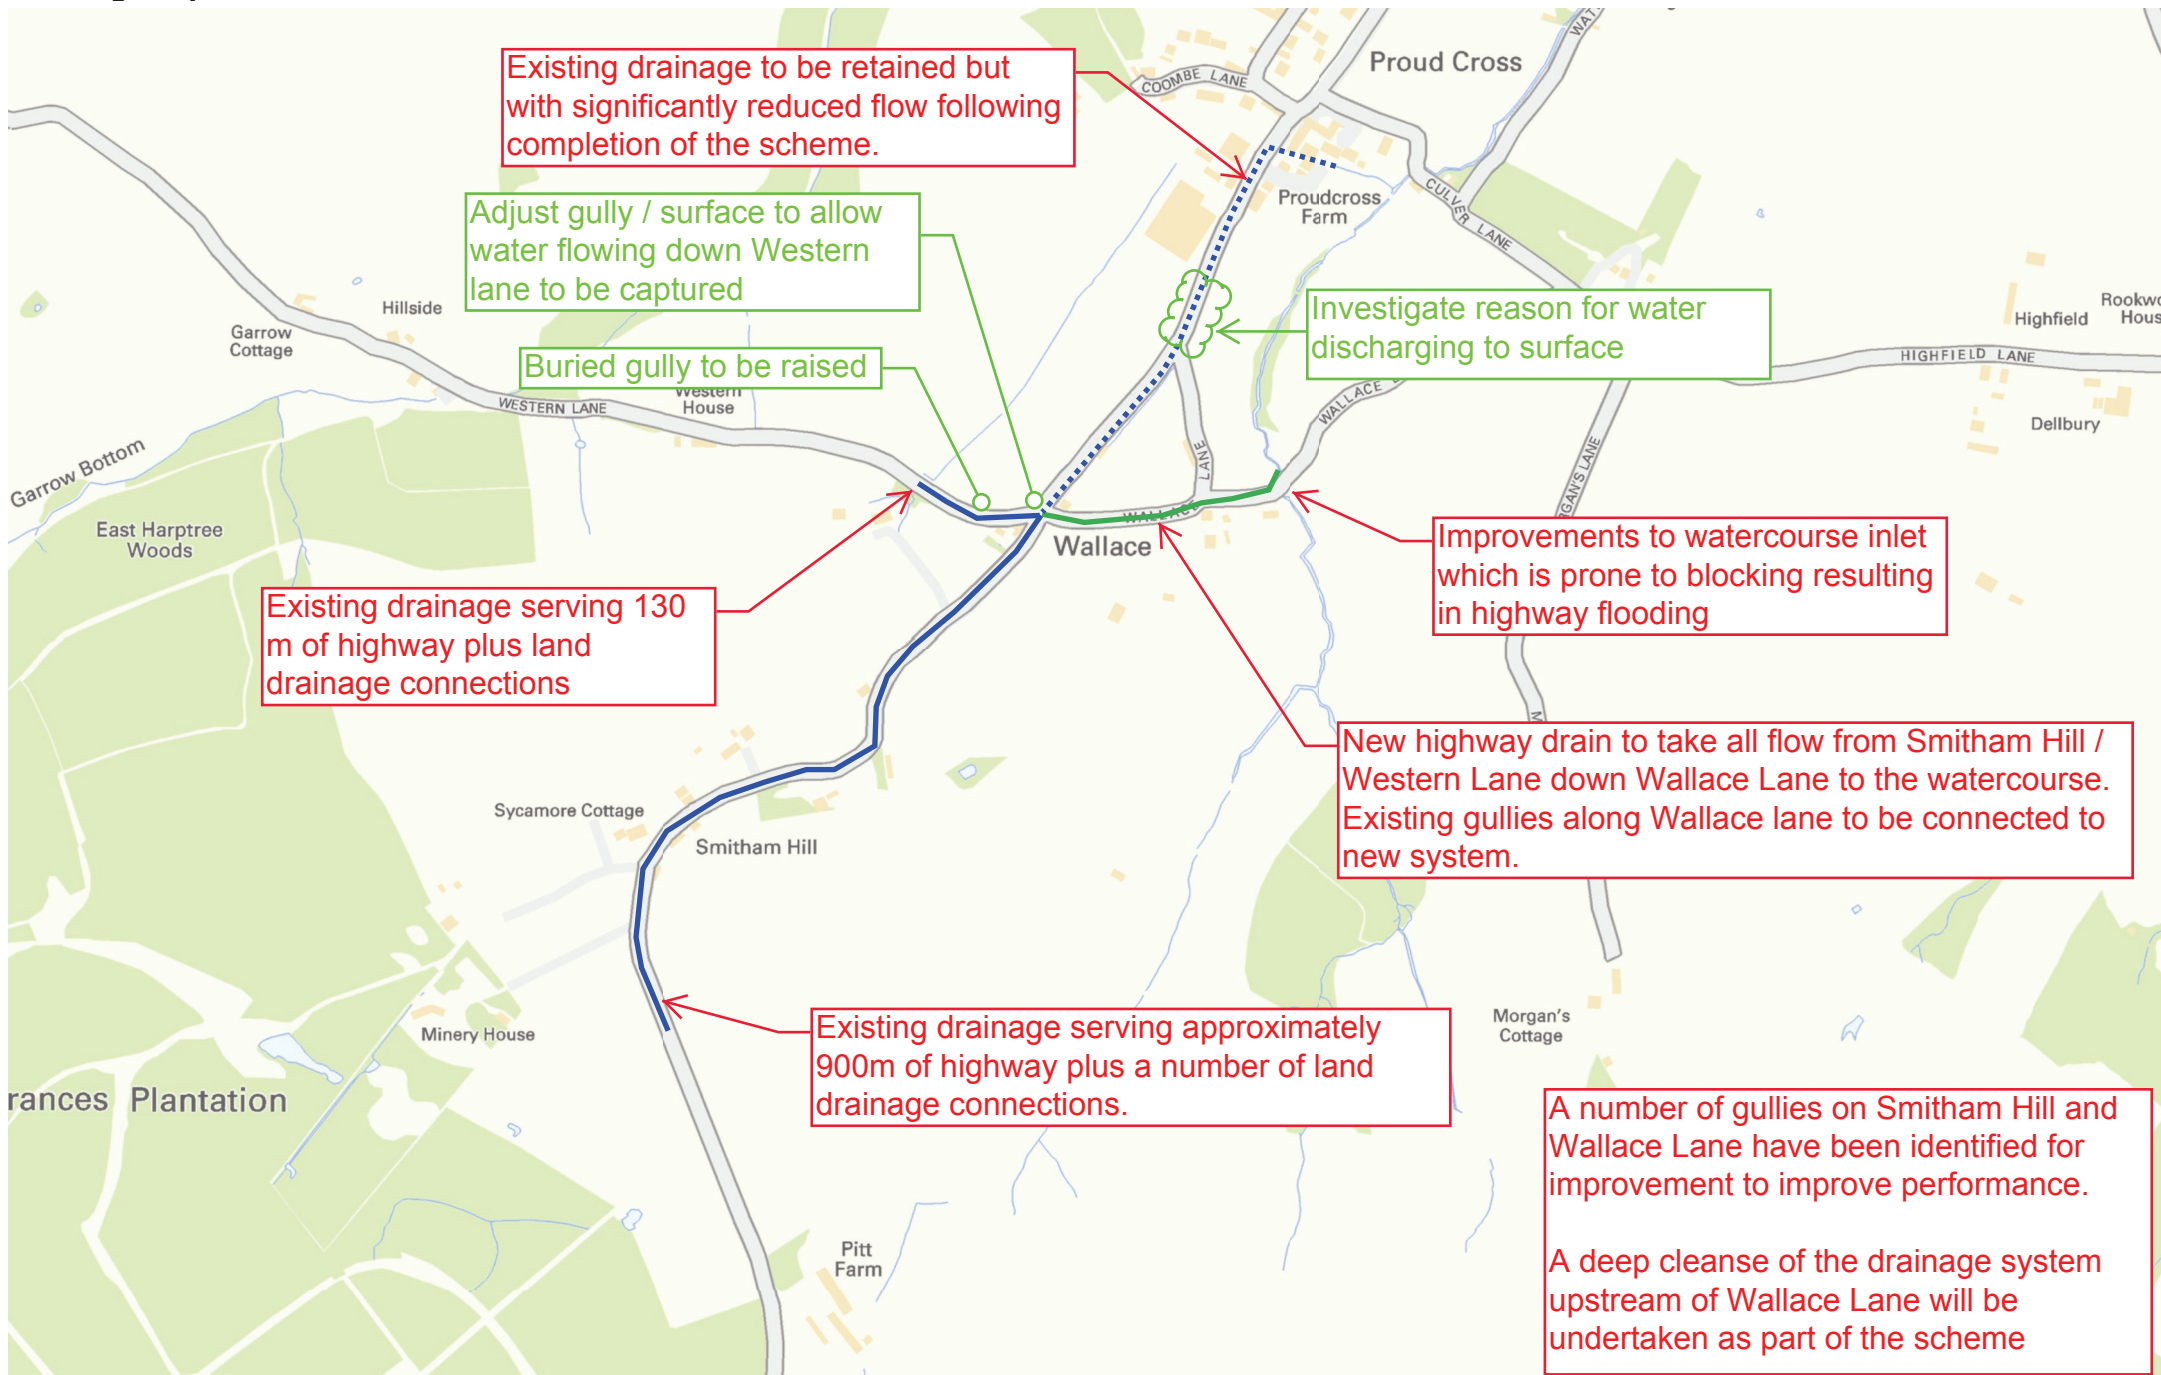 Proud Cross
COOMBE LANE
Existing drainage to be retained but
with significantly reduced flow following
completion of the scheme.
Proudcross
Farm
CULVER LANE
Adjust gully / surface to allow
water flowing down Western
lane to be captured
Hillside
Garrow
Cottage
Investigate reason for water
discharging to surface
Highfield
HIGHFIELD LANE
Dellbury
Buried gully to be raised
Western
House
WESTERN LANE
WALLACE
LANE
Garrow Bottom
East Harptree
Woods
WALLACE
Wallace
Improvements to watercourse inlet
which is prone to blocking resulting
in highway flooding
Existing drainage serving 130
m of highway plus land
drainage connections
New highway drain to take all flow from Smitham Hill /
Western Lane down Wallace Lane to the watercourse.
Existing gullies along Wallace lane to be connected to
new system.
Sycamore Cottage
Smitham Hill
Minery House
Existing drainage serving approximately
900m of highway plus a number of land
drainage connections.
Morgan's
Cottage
rances Plantation
A number of gullies on Smitham Hill and
Wallace Lane have been identified for
improvement to improve performance.
A deep cleanse of the drainage system
upstream of Wallace Lane will be
undertaken as part of the scheme
Pitt
Farm